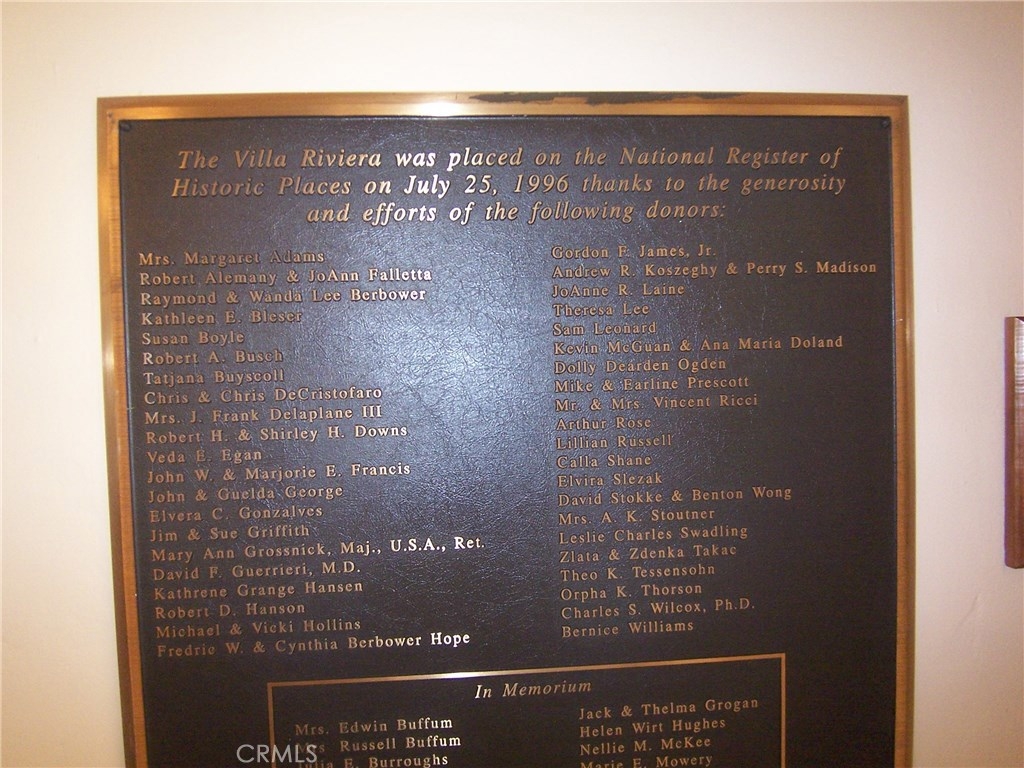 The Villa Riviera was placed on the National Register of
Historic Places on July 25, 1996 thanks to the generosity
and efforts of the following donors:
Mrs. Margaret Adams
Robert Alemany & JoAnn Falletta
Raymond & Wanda Lee Berbower
Kathleen E. Bleser
Susan Boyle
Robert A. Busch
Tatjana Buyscoll
Chris & Chris DeCristofaro
Mrs. J. Frank Delaplane III
Robert H. & Shirley H. Downs
Veda E. Egan
John W. & Marjorie E. Francis
John & Guelda George
Elvera C. Gonzalves
Jim & Sue Griffith
Mary Ann Grossnick, Maj., U.S.A., Ret.
David F. Guerrieri, M.D.
Kathrene Grange Hansen
Robert D. Hanson
Michael & Vicki Hollins
Fredric W. & Cynthia Berbower Hope
Gordon F. James, Jr.
Andrew R. Koszeghy & Perry S. Madison
JoAnne R. Laine
Theresa Lee
Sam Leonard
Kevin McGuan & Ana Maria Doland
Dolly Dearden Ogden
Mike & Earline Prescott
Mr. & Mrs. Vincent Ricci
Arthur Rose
Lillian Russell
Calla Shane
Elvira Slezak
David Stokke & Benton Wong
Mrs. A. K. Stoutner
Leslie Charles Swadling
Zlata & Zdenka Takac
Theo K. Tessensohn
Orpha K. Thorson
Charles S. Wilcox, Ph.D.
Bernice Williams
In Memorium
Mrs. Edwin Buffum
Mrs. Russell Buffum
Julia E. Burroughs
Jack & Thelma Grogan
Helen Wirt Hughes
Nellie M. McKee
Marie E. Mowery
CRMLS